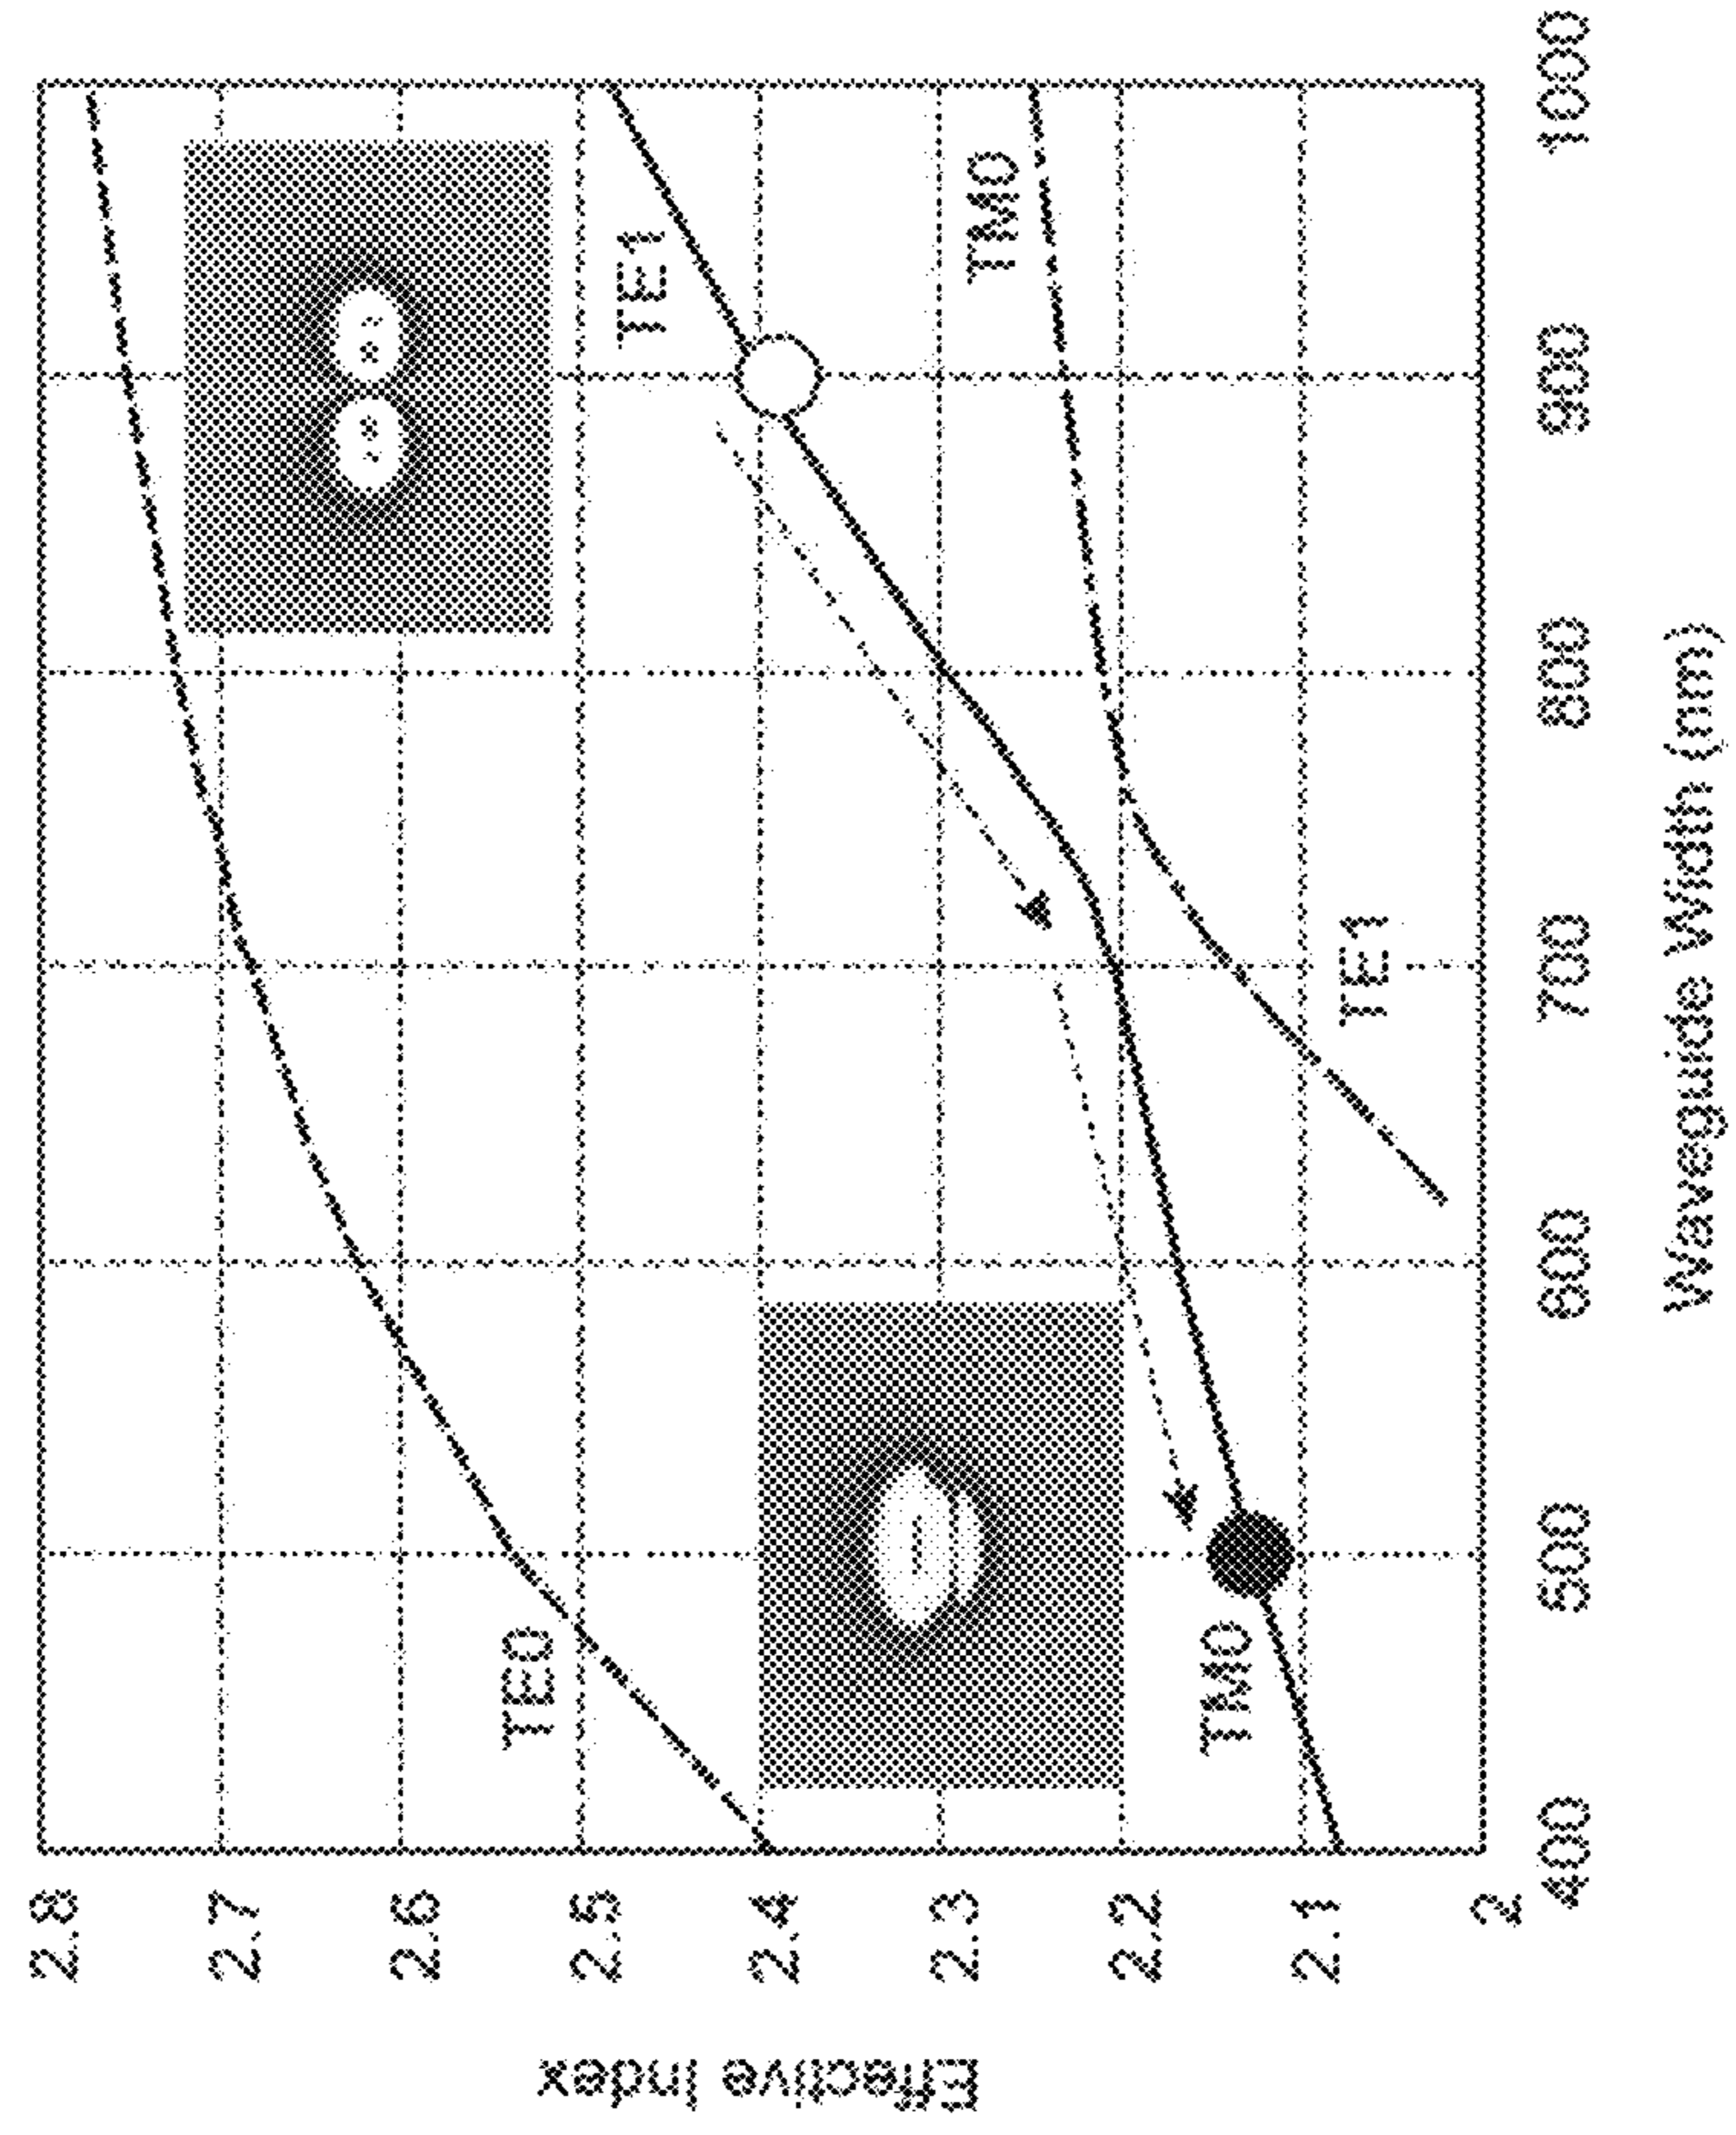 Effective Index
2.8
2.7
2.6
2.5
2.4
2.3
2.2
2.1
2
400
500
600
700
800
900
1000
Waveguide Width (nm)
TE0
TM0
TE1
TE1
TM0